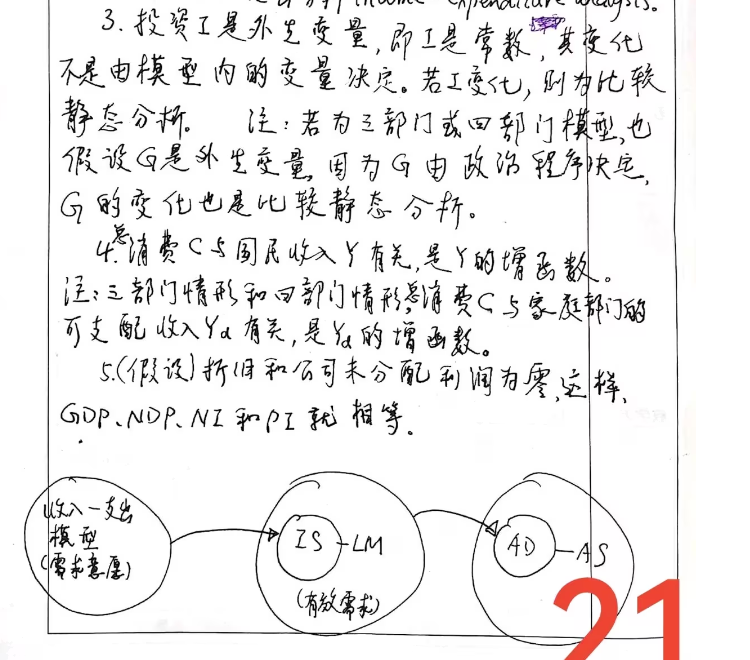 income expenditure analysis.
3. 投资I是外生变量,即I是常数,其变化
不是由模型内的变量决定。若I变化,则为比较
静态分析。 注:若为三部门或四部门模型,也
假设G是外生变量,因为G由政治程序决定,
G的变化也是比较静态分析。
4.总消费C与国民收入Y有关,是Y的增函数。
注:三部门情形和四部门情形,总消费C与家庭部门的
可支配收入Yd有关,是Yd的增函数。
5.(假设)折旧和公司未分配利润为零,这样,
GDP、NDP、NI和PI就相等。
收入—支出
模型
(需求意愿)
IS-LM
(有效需求)
AD-AS
21